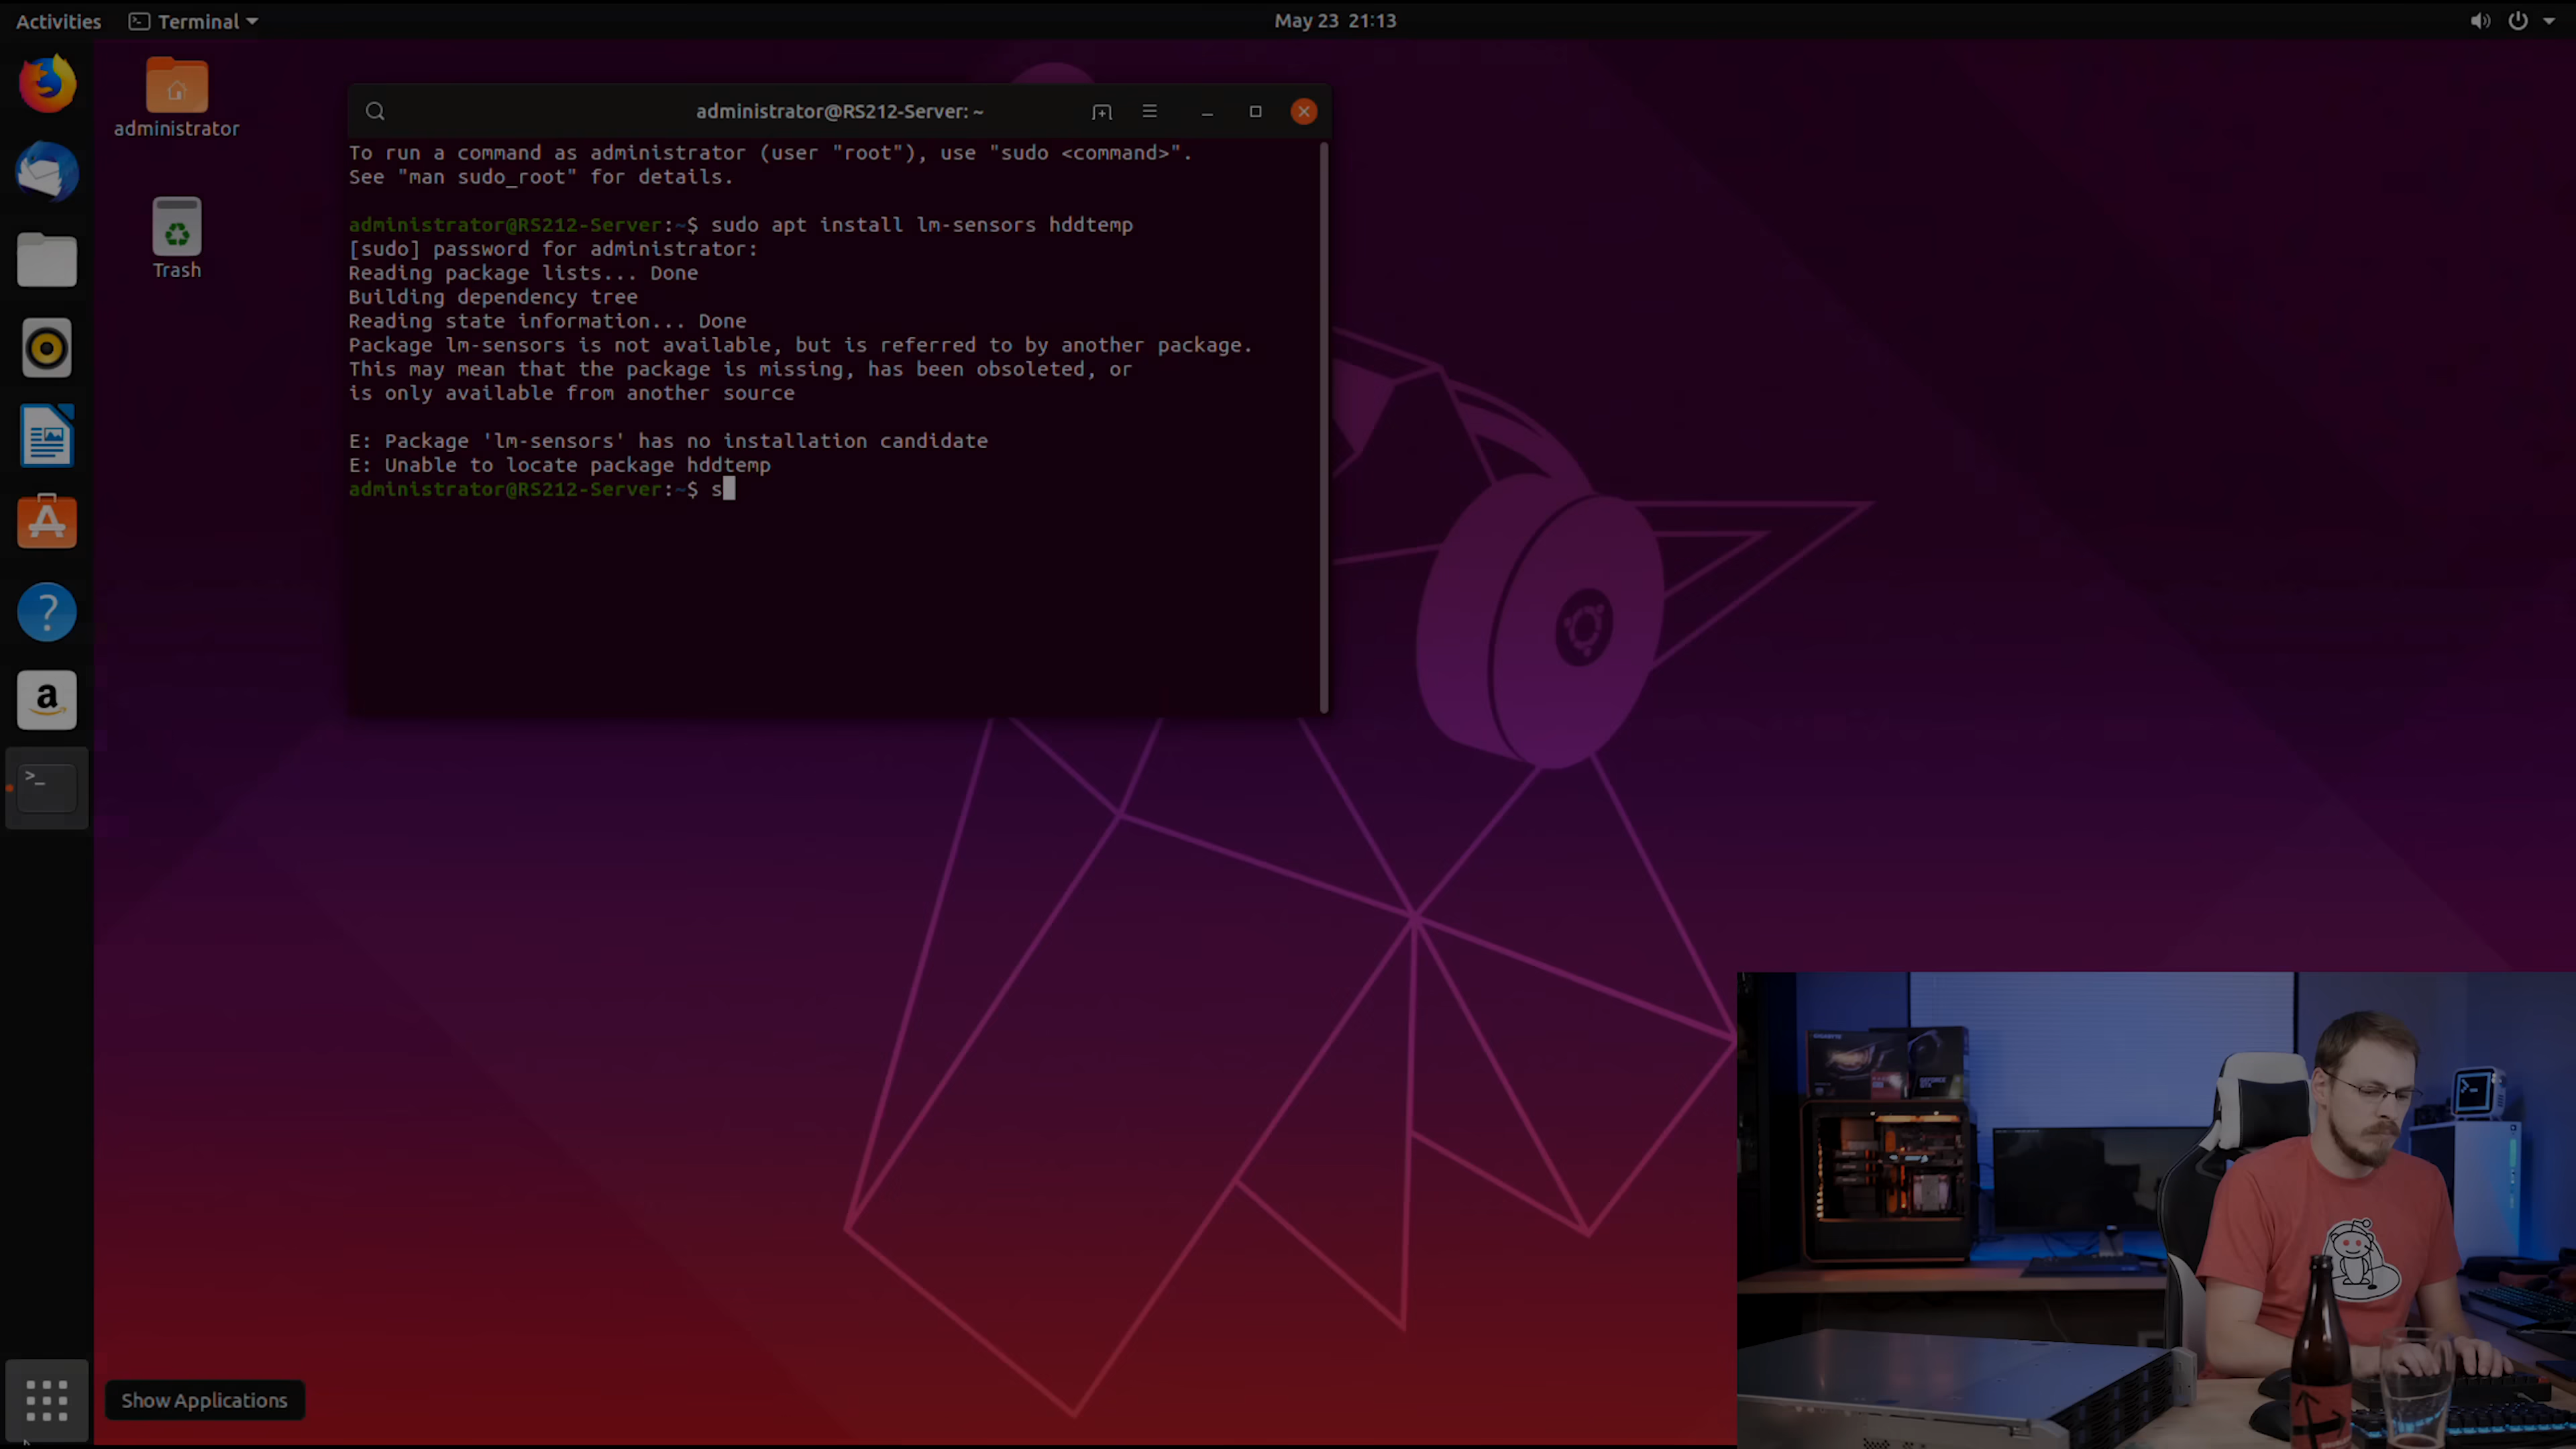 Activities
Terminal
May 23 21:13
administrator
Trash
administrator@RS212-Server: ~
To run a command as administrator (user "root"), use "sudo <command>".
See "man sudo_root" for details.
administrator@RS212-Server:~$ sudo apt install lm-sensors hddtemp
[sudo] password for administrator:
Reading package lists... Done
Building dependency tree
Reading state information... Done
Package lm-sensors is not available, but is referred to by another package.
This may mean that the package is missing, has been obsoleted, or
is only available from another source
E: Package 'lm-sensors' has no installation candidate
E: Unable to locate package hddtemp
administrator@RS212-Server:~$ s
Show Applications